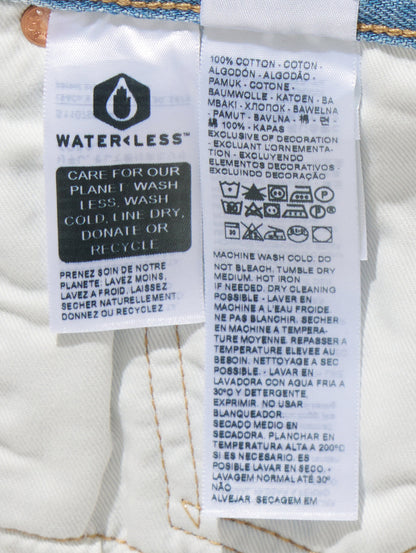 WATER<LESS™
CARE FOR OUR
PLANET WASH
LESS, WASH
COLD, LINE DRY,
DONATE OR
RECYCLE
PRENEZ SOIN DE NOTRE
PLANÈTE: LAVEZ MOINS,
LAVEZ A FROID, LAISSEZ
SECHER NATURELLEMENT,
DONNEZ OU RECYCLEZ
100% COTTON - COTON -
ALGODÓN - ALGODÃO -
PAMUK - COTONE -
BAUMWOLLE - KATOEN - BA
MBAKI - ХЛОПОК - BAWEŁNA
- PAMUT - BAVLNA - 棉 - 면 -
綿 100% - KAPAS
EXCLUSIVE OF DECORATION
- EXCLUANT L'ORNEMENTA-
TION - EXCLUYENDO
ELEMENTOS DECORATIVOS -
EXCLUINDO DECORAÇÃO
MACHINE WASH COLD. DO
NOT BLEACH. TUMBLE DRY
MEDIUM. HOT IRON
IF NEEDED. DRY CLEANING
POSSIBLE - LAVER EN
MACHINE A L'EAU FROIDE
NE PAS BLANCHIR. SECHER
EN MACHINE A TEMPERA-
TURE MOYENNE. REPASSER A
TEMPERATURE ELEVEE AU
BESOIN. NETTOYAGE A SEC
POSSIBLE. - LAVAR EN
LAVADORA CON AGUA FRIA A
30ºO Y DETERGENTE
EXPRIMIR. NO USAR
BLANQUEADOR.
SECADO MEDIO EN
SECADORA. PLANCHAR EN
TEMPERATURA ALTA A 200ºC
SI ES NECESARIO. ES
POSIBLE LAVAR EN SECO. -
LAVAGEM NORMAL ATÉ 30º.
NÃO
ALVEJAR. SECAGEM EM